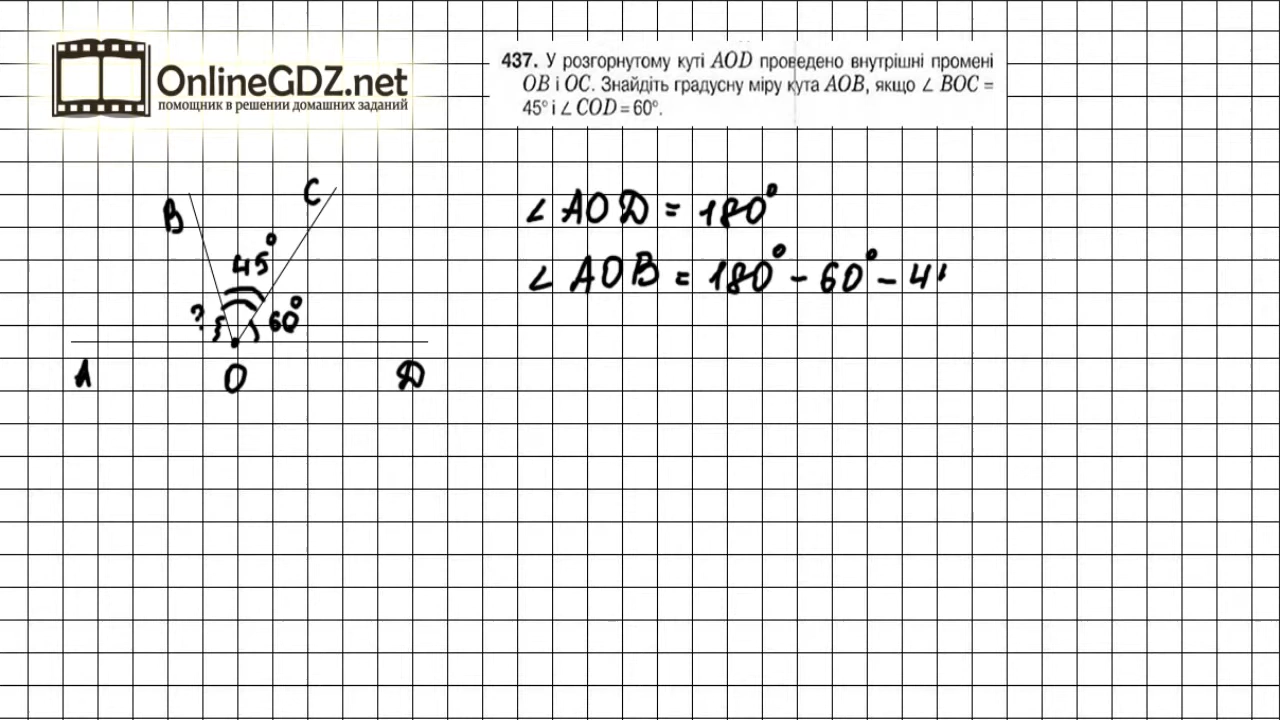 OnlineGDZ.net
помощник в решении домашних заданий
437. У розгорнутому куті AOD проведено внутрішні промені
OB і OC. Знайдіть градусну міру кута AOB, якщо ∠ BOC =
45° і ∠ COD = 60°.
B
C
45°
?
60°
A
O
D
∠ AOD = 180°
∠ AOB = 180° - 60° - 4